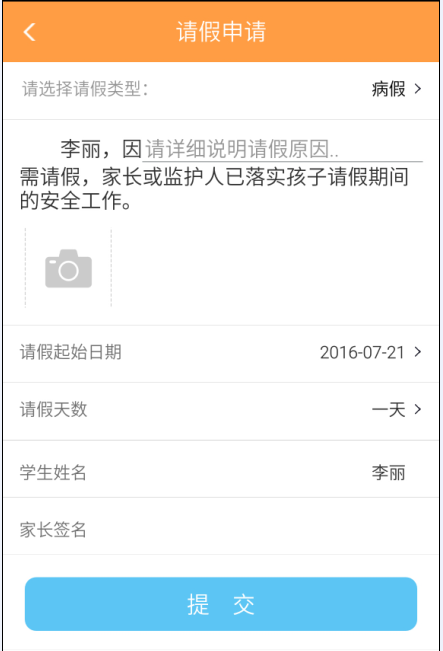 请假申请
请选择请假类型：
病假
李丽，因请详细说明请假原因..
需请假，家长或监护人已落实孩子请假期间
的安全工作。
请假起始日期
2016-07-21
请假天数
一天
学生姓名
李丽
家长签名
提 交